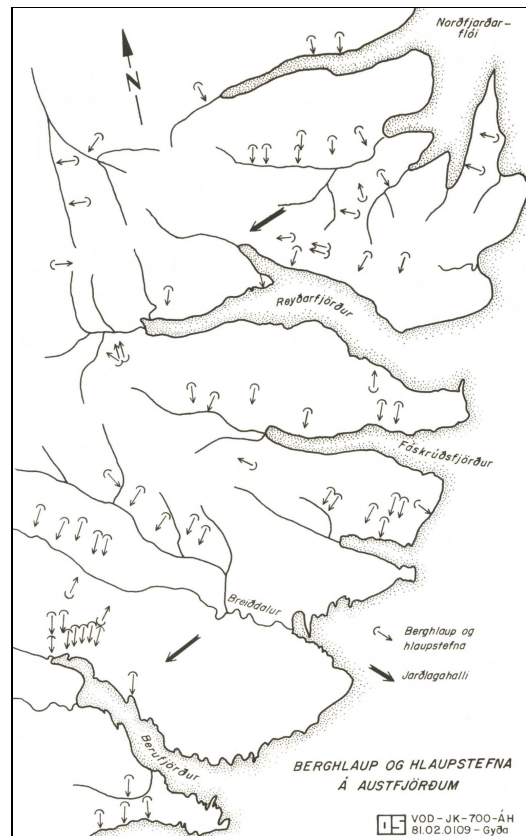 Norðfjarðar-
flói
N
Reyðarfjörður
Fáskrúðsfjörður
Breiðdalur
Berghlaup og
hlaupstefna
Jarðlagahalli
Berufjörður
BERGHLAUP OG HLAUPSTEFNA
Á AUSTFJÖRÐUM
OS VOD-JK-700-ÁH
81.02.0109-Gyða